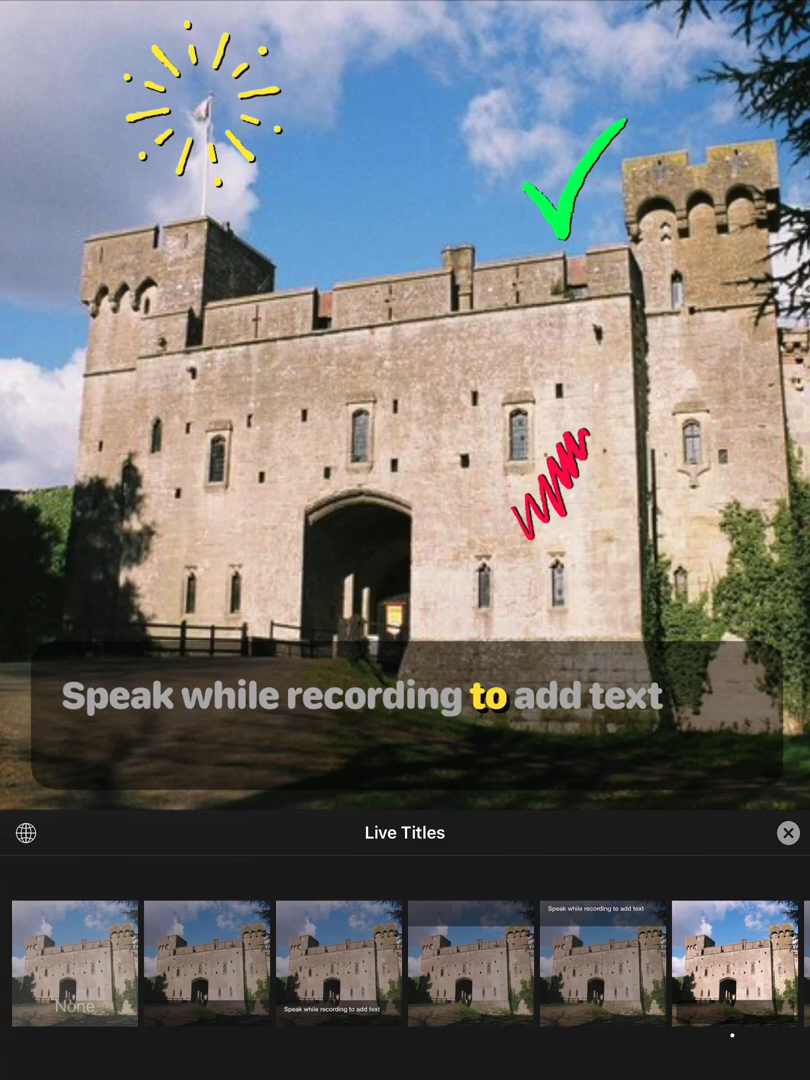 Speak while recording to add text
Live Titles
None
Speak while recording to add text
Speak while recording to add text